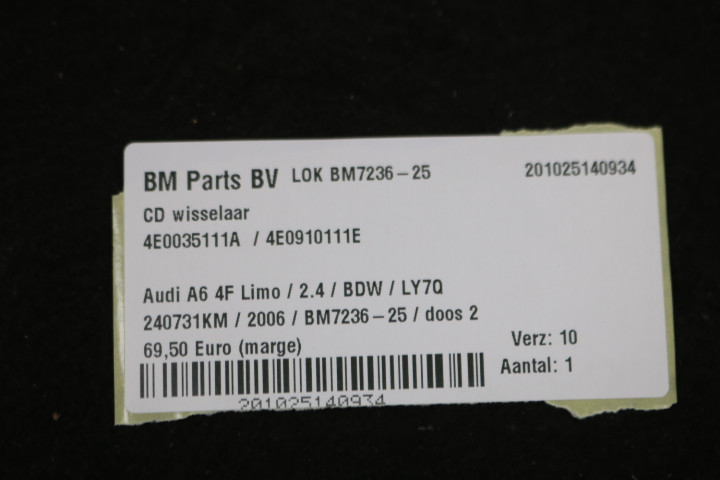 BM Parts BV LOK BM7236-25 201025140934
CD wisselaar
4E0035111A / 4E0910111E
Audi A6 4F Limo / 2.4 / BDW / LY7Q
240731KM / 2006 / BM7236-25 / doos 2
69,50 Euro (marge)
Verz: 10
Aantal: 1
201025140934